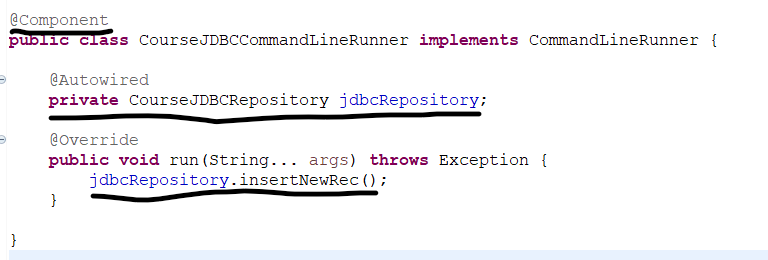 @Component
public class CourseJDBCCommandLineRunner implements CommandLineRunner {
@Autowired
private CourseJDBCRepository jdbcRepository;
@Override
public void run(String... args) throws Exception {
jdbcRepository.insertNewRec();
}
}